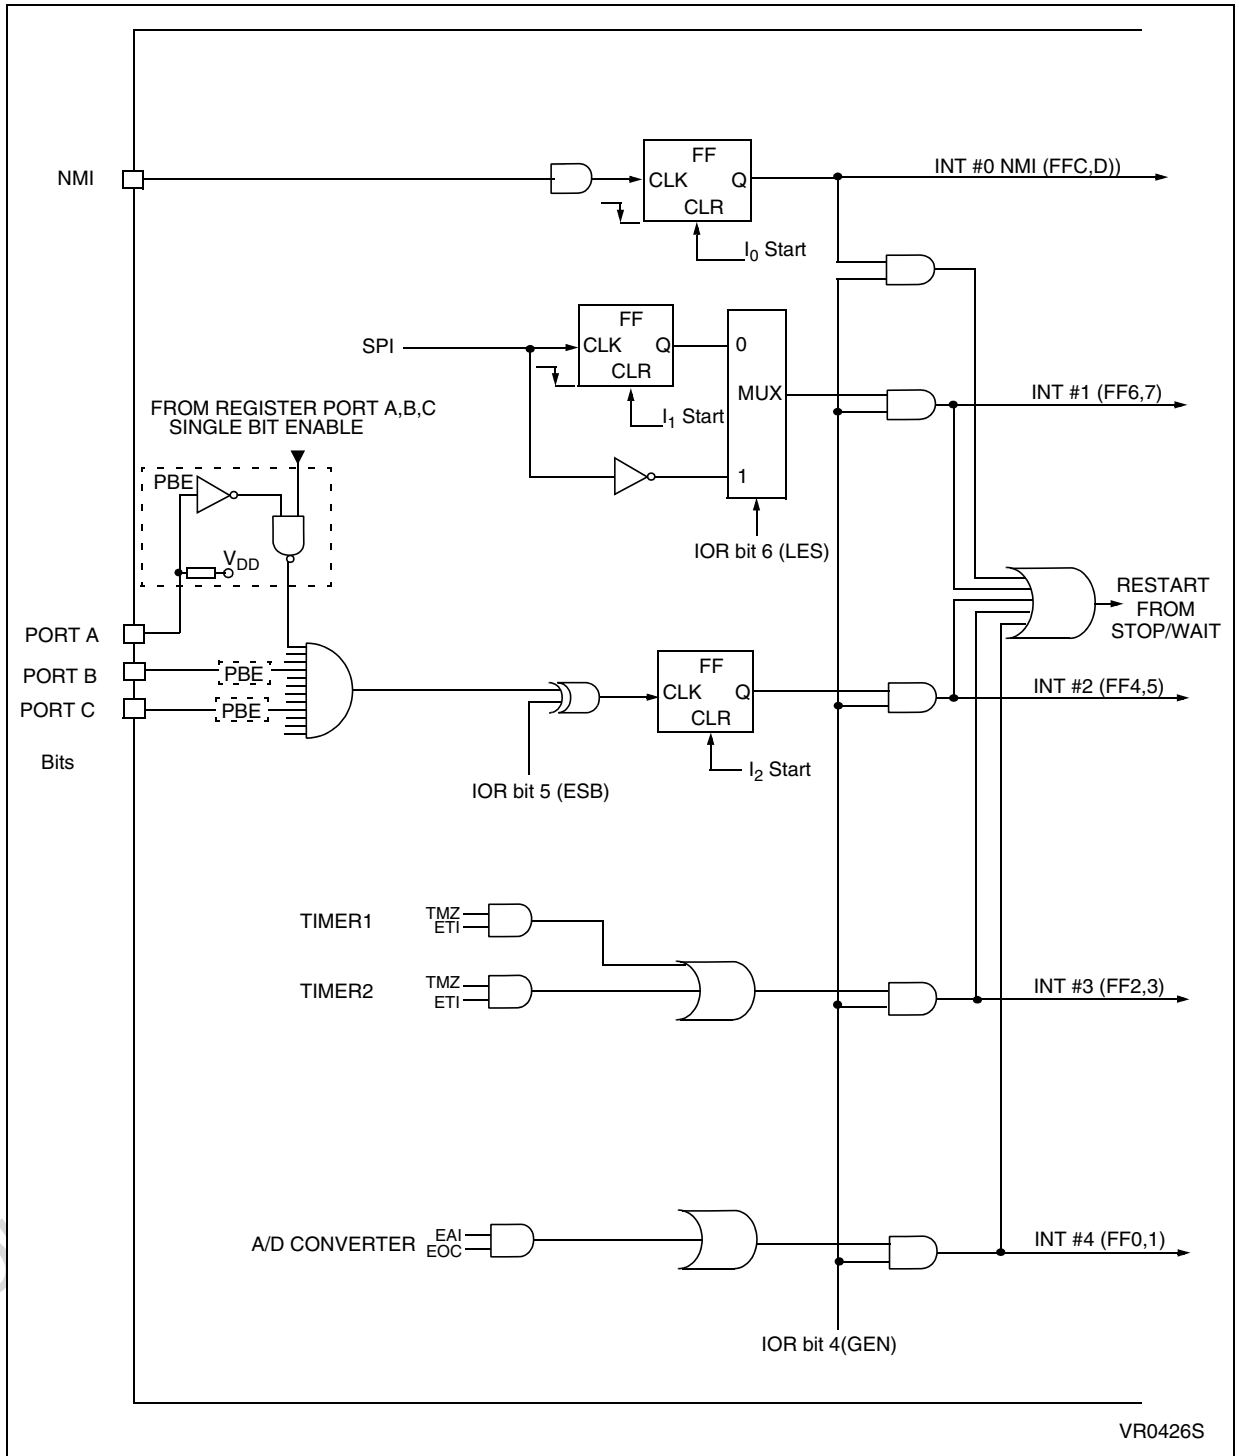 NMI
FF
CLK
Q
CLR
I0 Start
INT #0 NMI (FFC,D))
SPI
FF
CLK
Q
CLR
I1 Start
0
MUX
1
IOR bit 6 (LES)
INT #1 (FF6,7)
FROM REGISTER PORT A,B,C
SINGLE BIT ENABLE
PBE
VDD
PORT A
PORT B
PBE
PORT C
PBE
Bits
IOR bit 5 (ESB)
FF
CLK
Q
CLR
I2 Start
INT #2 (FF4,5)
RESTART
FROM
STOP/WAIT
TIMER1
TMZ
ETI
TIMER2
TMZ
ETI
INT #3 (FF2,3)
A/D CONVERTER
EAI
EOC
INT #4 (FF0,1)
IOR bit 4(GEN)
VR0426S